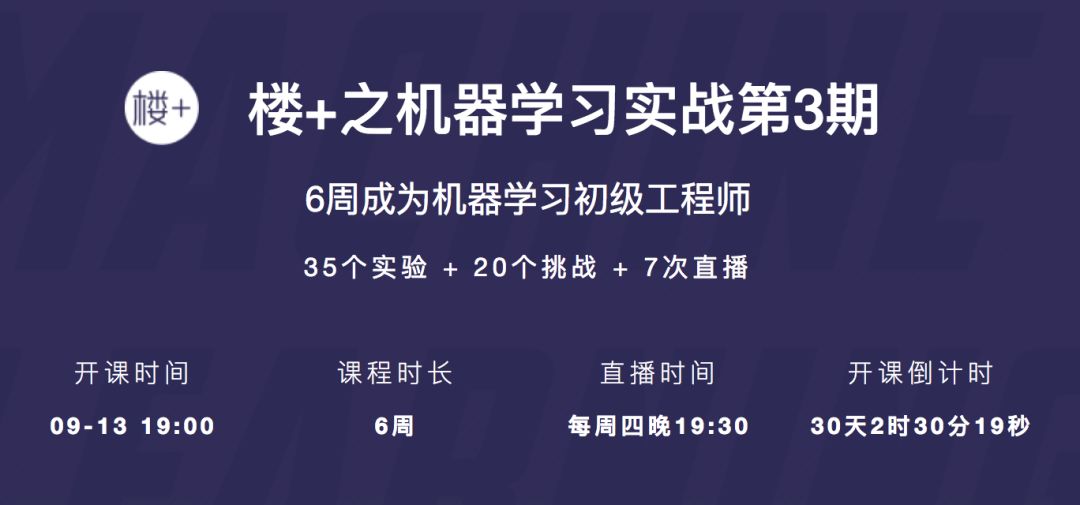 楼+
楼+之机器学习实战第3期
6周成为机器学习初级工程师
35个实验 + 20个挑战 + 7次直播
开课时间
09-13 19:00
课程时长
6周
直播时间
每周四晚19:30
开课倒计时
30天2时30分19秒
MACHINE
LEARNING